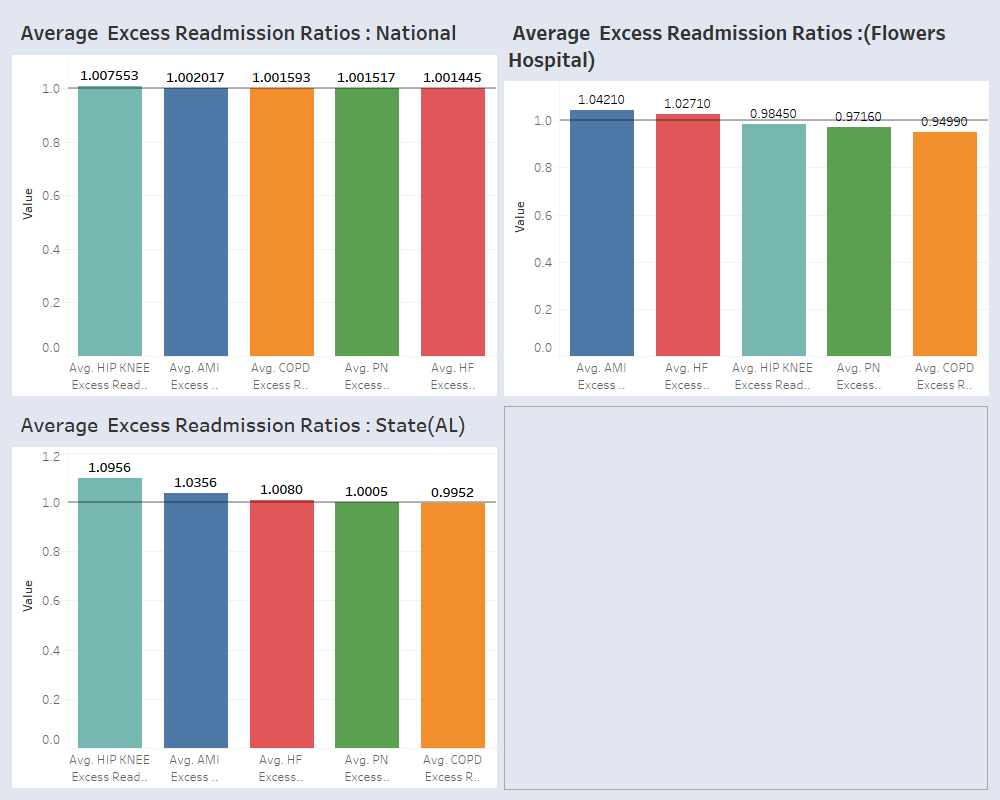 Average  Excess Readmission Ratios : National
1.007553
1.002017
1.001593
1.001517
1.001445
1.0
0.8
0.6
0.4
0.2
0.0
Value
Avg. HIP KNEE
Excess Read..
Avg. AMI
Excess ..
Avg. COPD
Excess R..
Avg. PN
Excess..
Avg. HF
Excess..
Average  Excess Readmission Ratios :(Flowers
Hospital)
1.04210
1.02710
0.98450
0.97160
0.94990
1.0
0.8
0.6
0.4
0.2
0.0
Value
Avg. AMI
Excess ..
Avg. HF
Excess..
Avg. HIP KNEE
Excess Read..
Avg. PN
Excess..
Avg. COPD
Excess R..
Average  Excess Readmission Ratios : State(AL)
1.0956
1.0356
1.0080
1.0005
0.9952
1.2
1.0
0.8
0.6
0.4
0.2
0.0
Value
Avg. HIP KNEE
Excess Read..
Avg. AMI
Excess ..
Avg. HF
Excess..
Avg. PN
Excess..
Avg. COPD
Excess R..